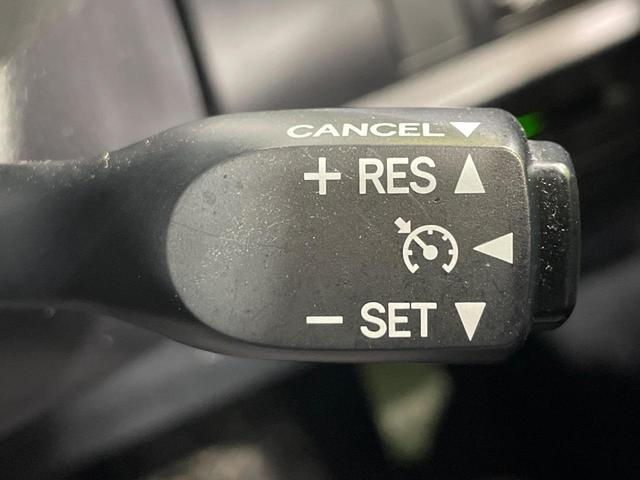 CANCEL ▼
+ RES ▲
◀
− SET ▼